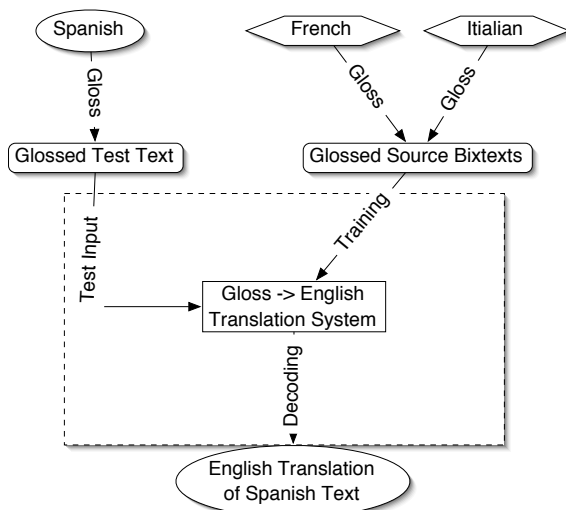 Spanish
French
Itialian
Gloss
Gloss
Gloss
Glossed Test Text
Glossed Source Bixtexts
Test Input
Training
Gloss -> English
Translation System
Decoding
English Translation
of Spanish Text